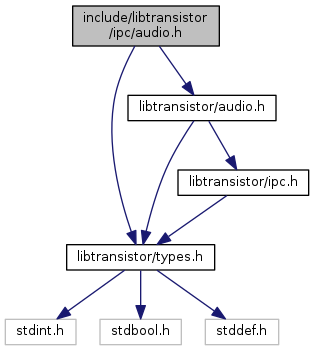 include/libtransistor
/ipc/audio.h
libtransistor/audio.h
libtransistor/ipc.h
libtransistor/types.h
stdint.h
stdbool.h
stddef.h